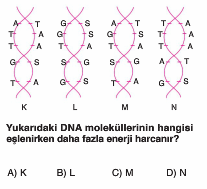 A T G S A T T A
T A G S T A T A
T A T A G S A T
G S S G S G T A
T A G S G S A T
K L M N
Yukarıdaki DNA moleküllerinin hangisi
eşlenirken daha fazla enerji harcanır?
A) K B) L C) M D) N